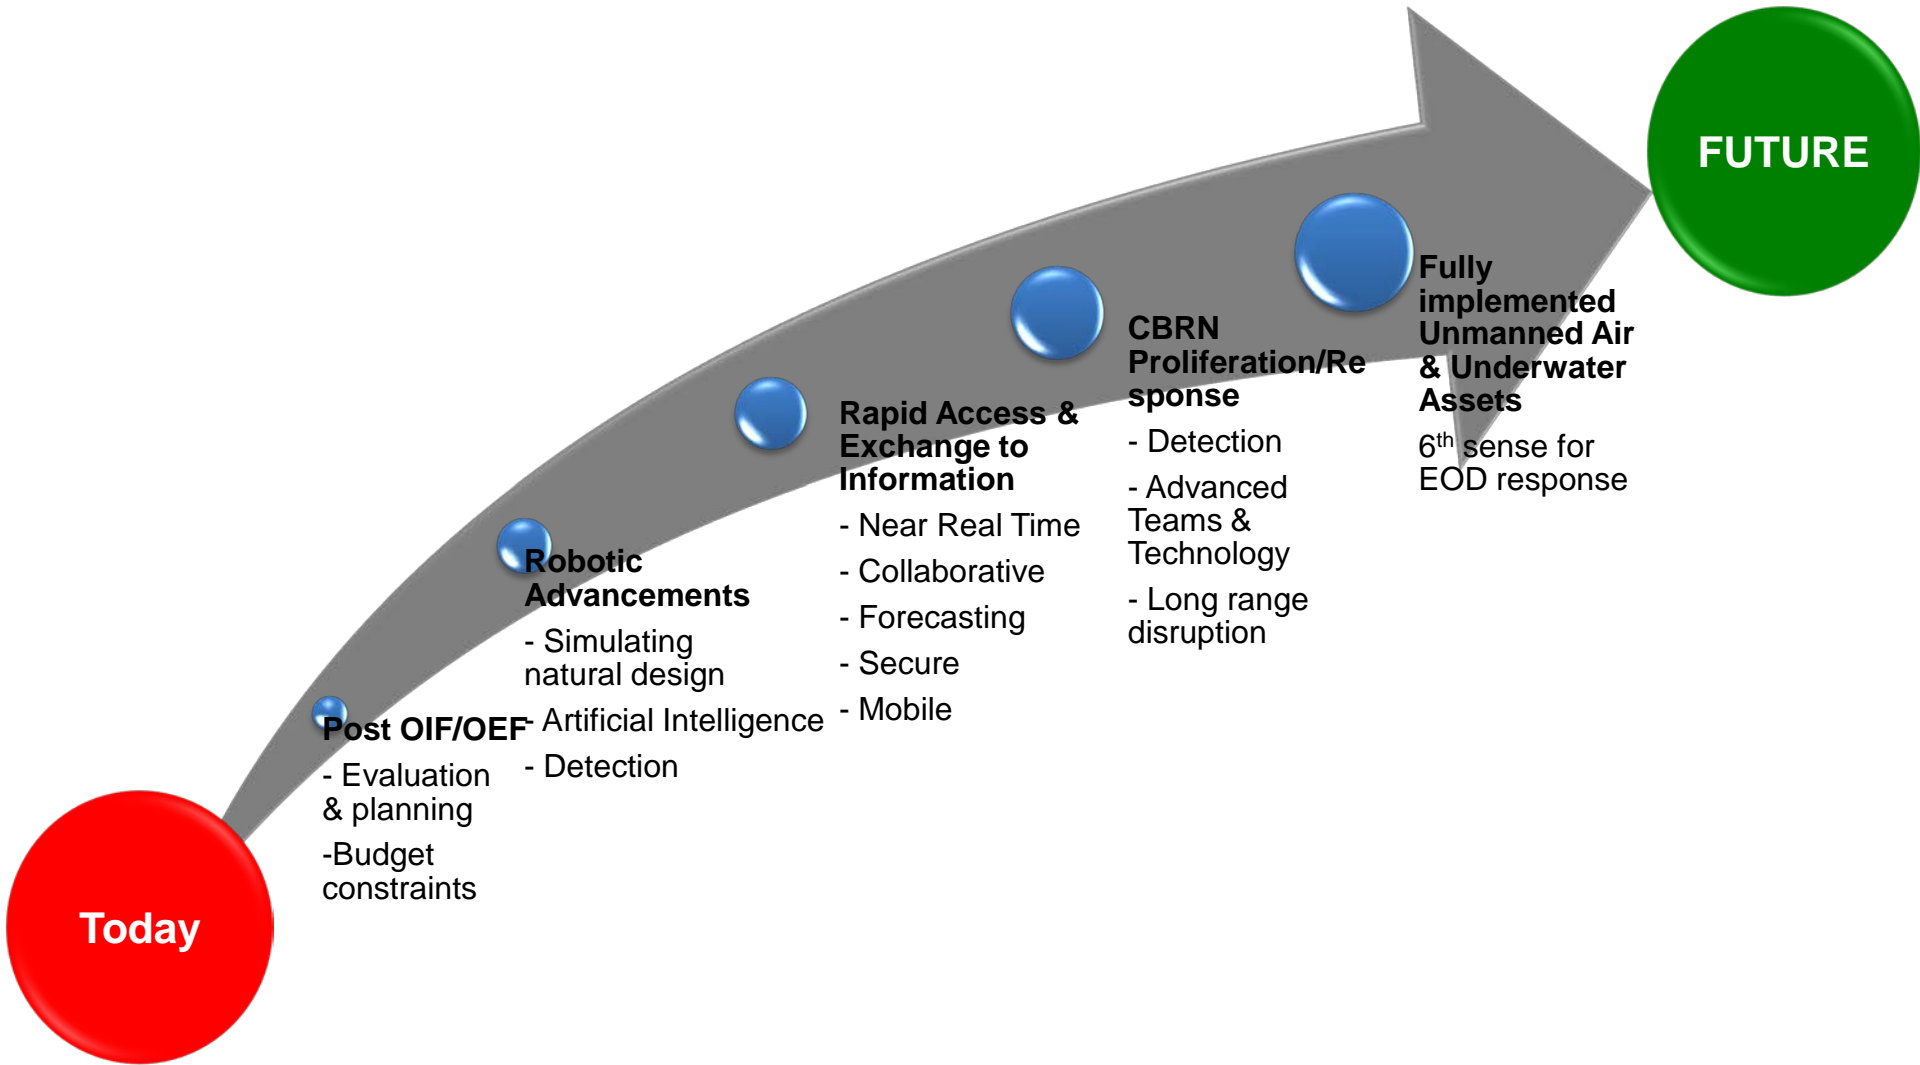 Today
Post OIF/OEF
- Evaluation
& planning
-Budget
constraints
Robotic
Advancements
- Simulating
natural design
- Artificial Intelligence
- Detection
Rapid Access &
Exchange to
Information
- Near Real Time
- Collaborative
- Forecasting
- Secure
- Mobile
CBRN
Proliferation/Re
sponse
- Detection
- Advanced
Teams &
Technology
- Long range
disruption
Fully
implemented
Unmanned Air
& Underwater
Assets
6th sense for
EOD response
FUTURE